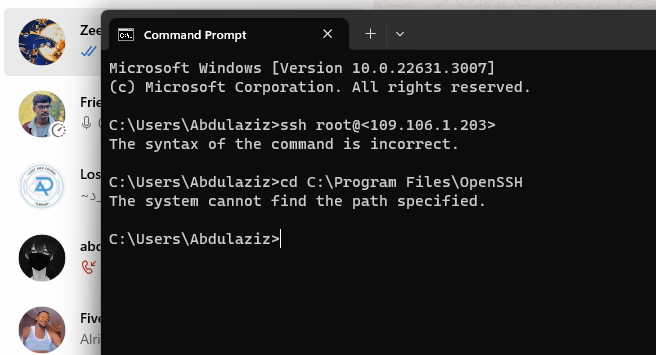 Zee
Command Prompt
Microsoft Windows [Version 10.0.22631.3007]
(c) Microsoft Corporation. All rights reserved.
Frie
C:\Users\Abdulaziz>ssh root@<109.106.1.203>
The syntax of the command is incorrect.
Los
C:\Users\Abdulaziz>cd C:\Program Files\OpenSSH
The system cannot find the path specified.
abd
C:\Users\Abdulaziz>
Five
Alri